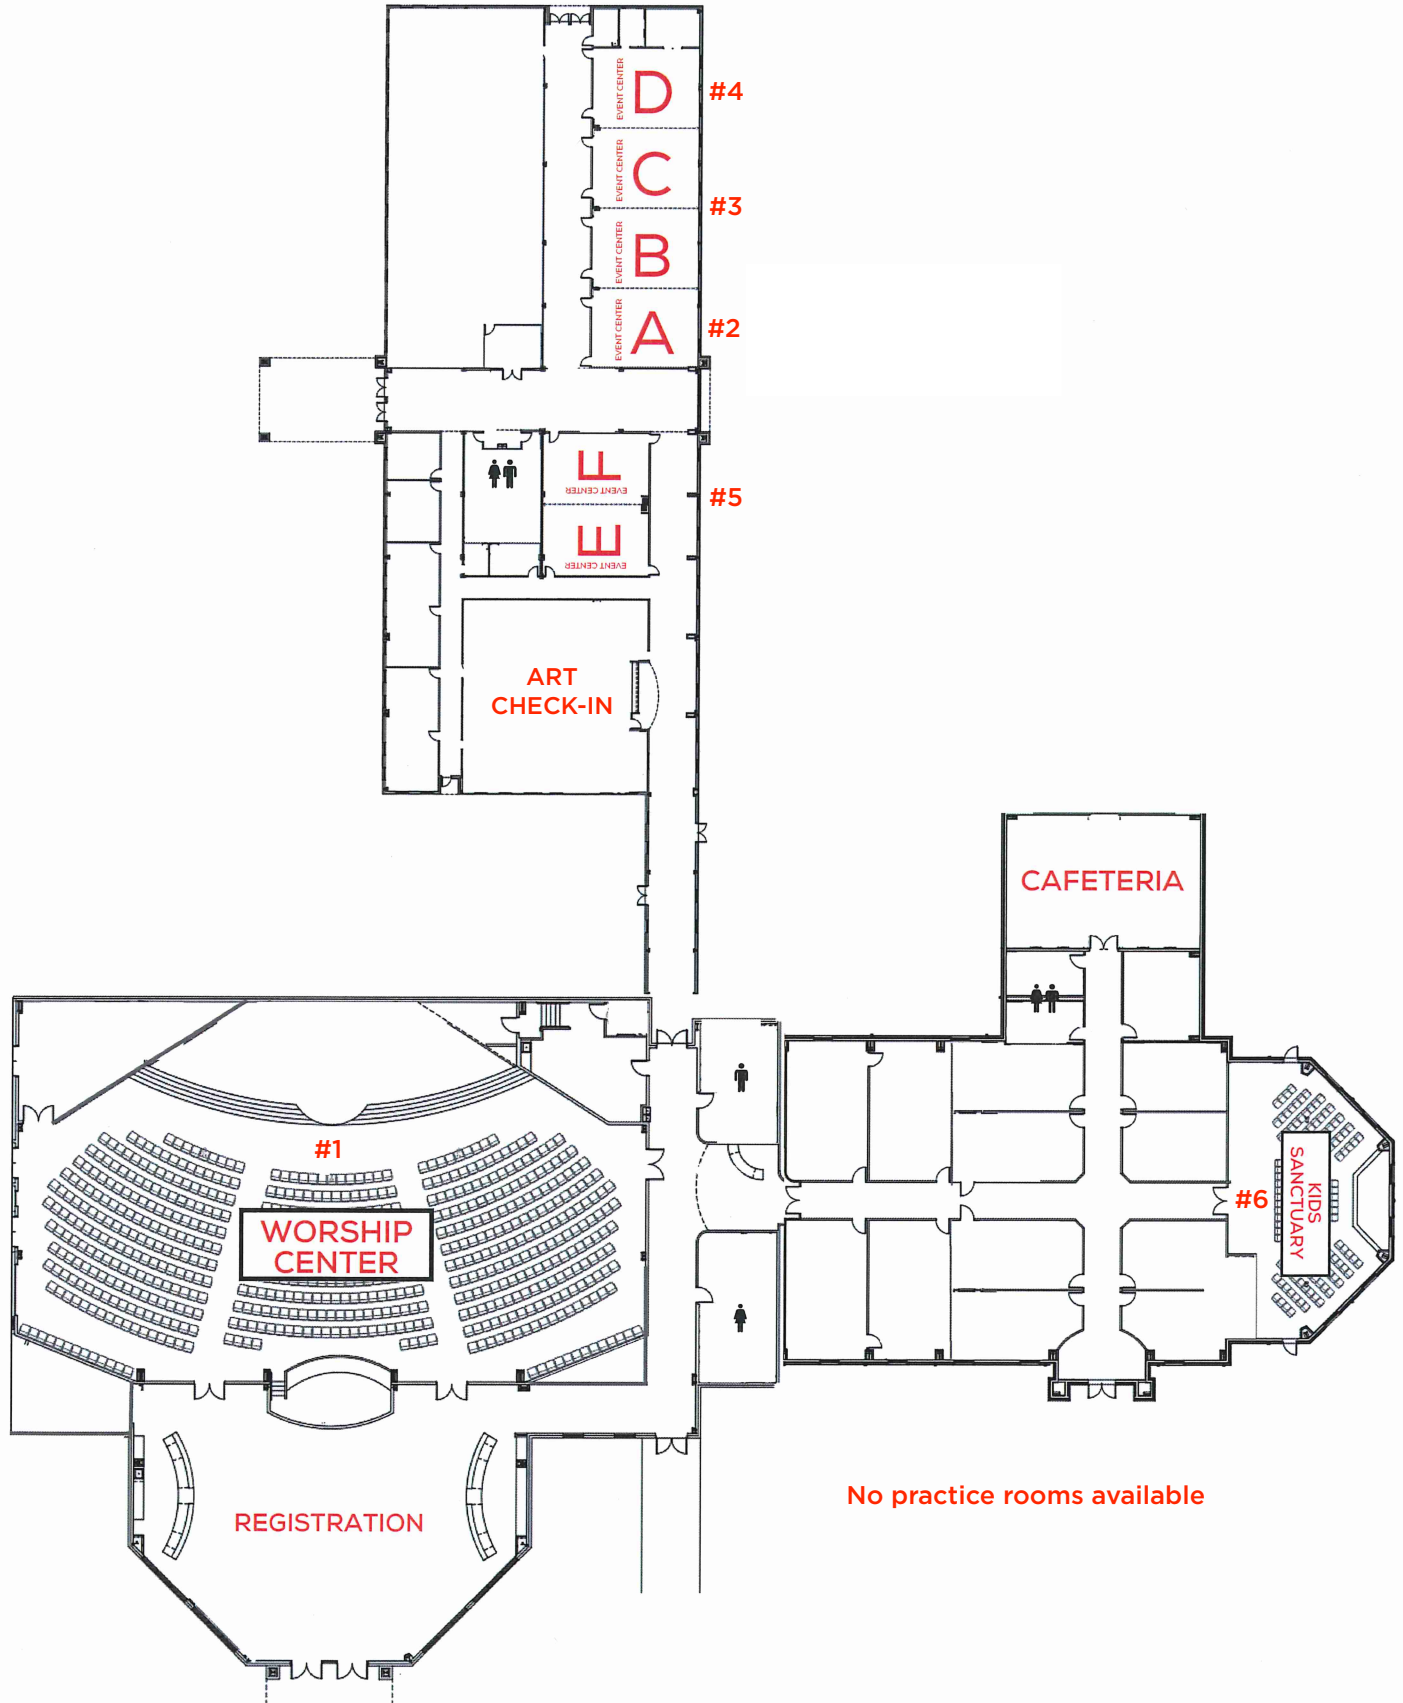 EVENT CENTER
D
#4
EVENT CENTER
C
#3
EVENT CENTER
B
EVENT CENTER
A
#2
F
EVENT CENTER
#5
E
EVENT CENTER
ART
CHECK-IN
CAFETERIA
#1
WORSHIP
CENTER
#6
KIDS
SANCTUARY
No practice rooms available
REGISTRATION